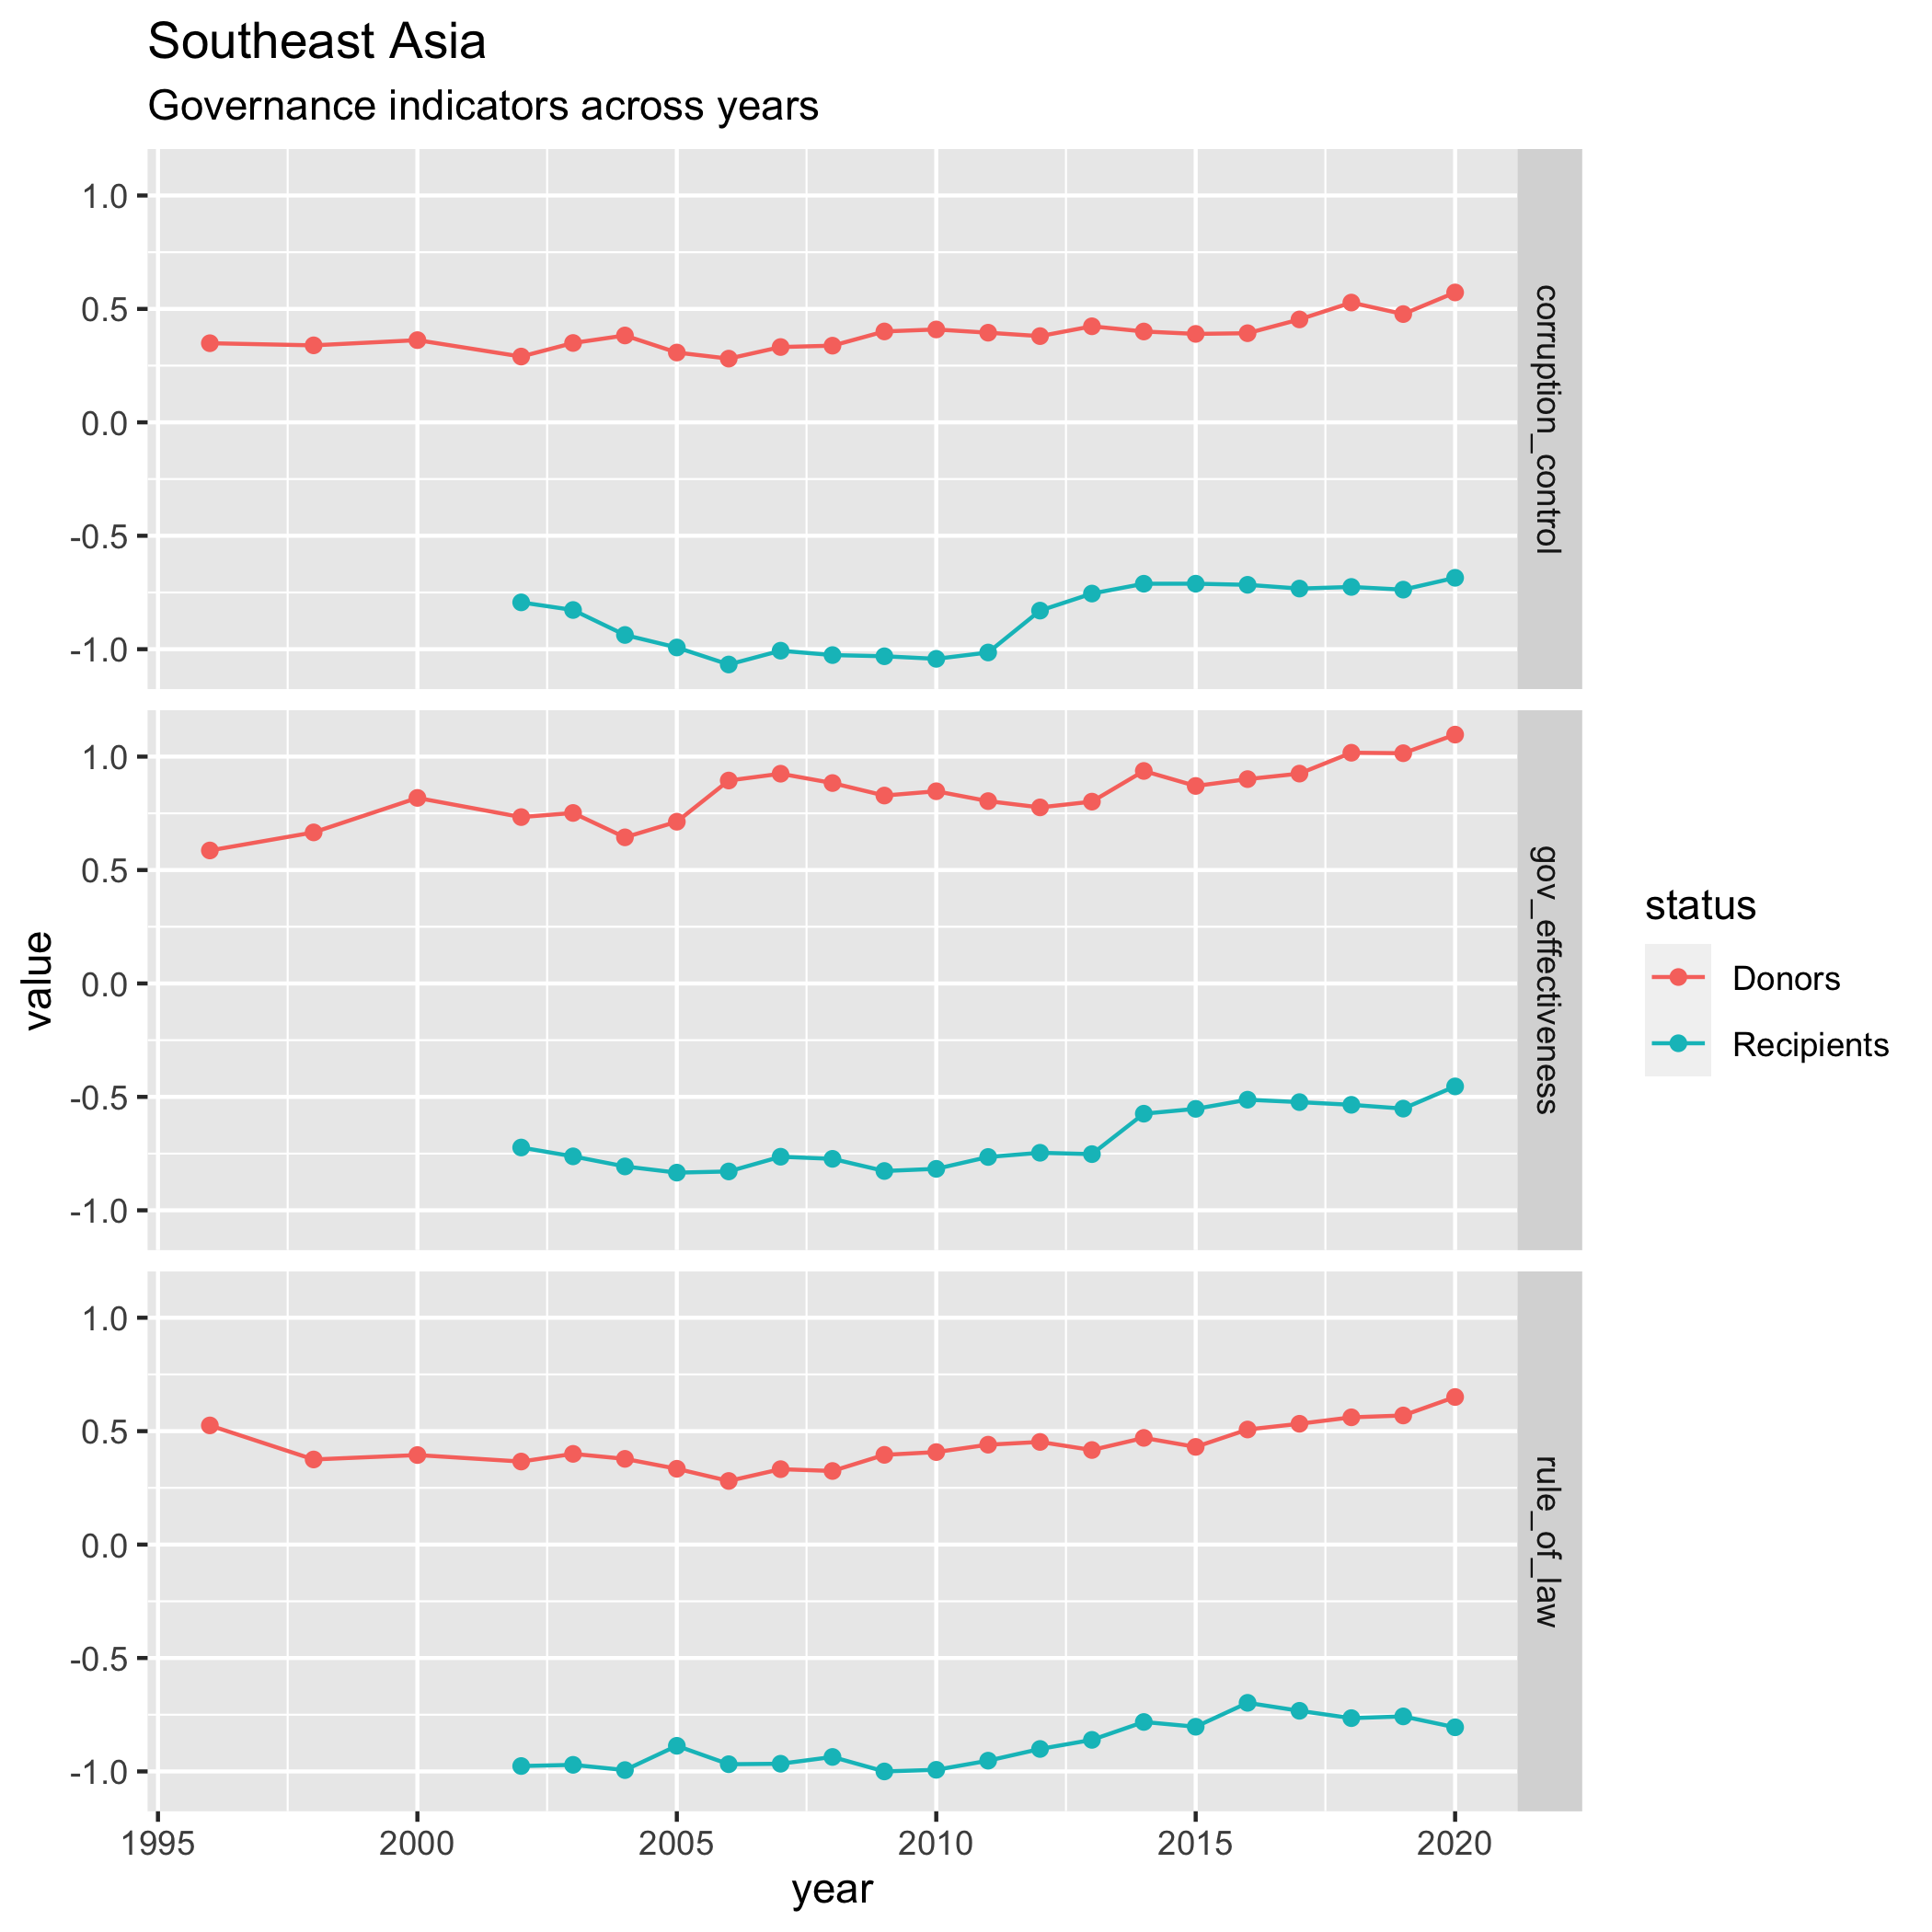 Southeast Asia
Governance indicators across years
1.0
0.5
0.0
-0.5
-1.0
corruption_control
1.0
0.5
0.0
-0.5
-1.0
gov_effectiveness
1.0
0.5
0.0
-0.5
-1.0
rule_of_law
value
1995 2000 2005 2010 2015 2020
year
status
Donors
Recipients